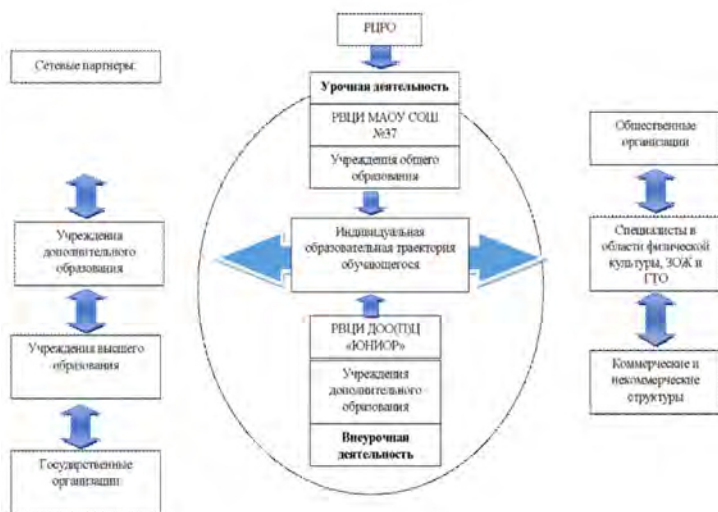 РЦРО
Сетевые партнеры:
Урочная деятельность
РВЦИ МАОУ СОШ
№37
Учреждения общего
образования
Общественные
организации
Учреждения
дополнительного
образования
Индивидуальная
образовательная траектория
обучающегося
Специалисты в
области физической
культуры, ЗОЖ и
ГТО
Учреждения высшего
образования
РВЦИ ДОО(П)Ц
«ЮНИОР»
Учреждения
дополнительного
образования
Внеурочная
деятельность
Коммерческие и
некоммерческие
структуры
Государственные
организации